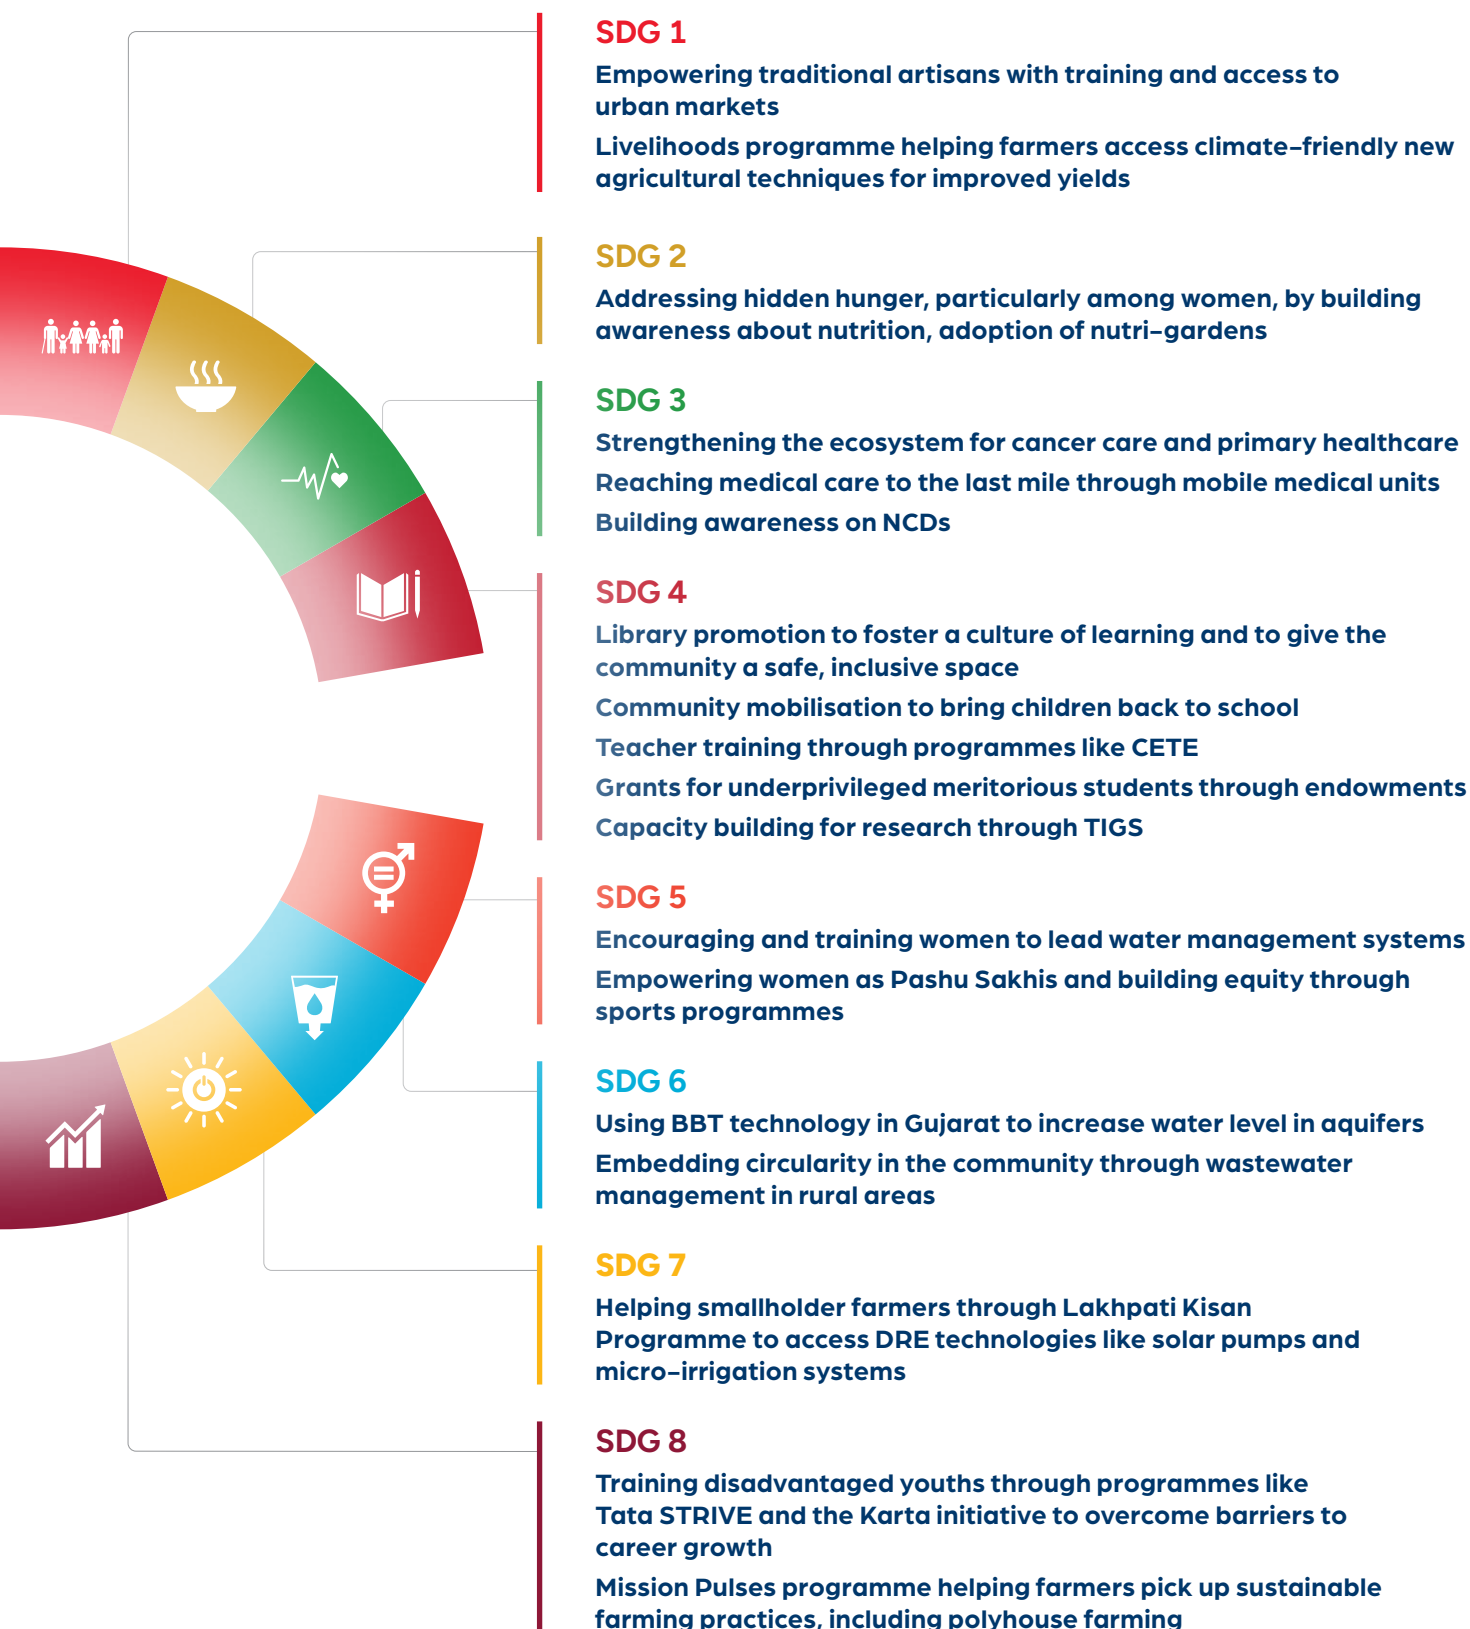 SDG 1
Empowering traditional artisans with training and access to
urban markets
Livelihoods programme helping farmers access climate-friendly new
agricultural techniques for improved yields
SDG 2
Addressing hidden hunger, particularly among women, by building
awareness about nutrition, adoption of nutri-gardens
SDG 3
Strengthening the ecosystem for cancer care and primary healthcare
Reaching medical care to the last mile through mobile medical units
Building awareness on NCDs
SDG 4
Library promotion to foster a culture of learning and to give the
community a safe, inclusive space
Community mobilisation to bring children back to school
Teacher training through programmes like CETE
Grants for underprivileged meritorious students through endowments
Capacity building for research through TIGS
SDG 5
Encouraging and training women to lead water management systems
Empowering women as Pashu Sakhis and building equity through
sports programmes
SDG 6
Using BBT technology in Gujarat to increase water level in aquifers
Embedding circularity in the community through wastewater
management in rural areas
SDG 7
Helping smallholder farmers through Lakhpati Kisan
Programme to access DRE technologies like solar pumps and
micro-irrigation systems
SDG 8
Training disadvantaged youths through programmes like
Tata STRIVE and the Karta initiative to overcome barriers to
career growth
Mission Pulses programme helping farmers pick up sustainable
farming practices, including polyhouse farming